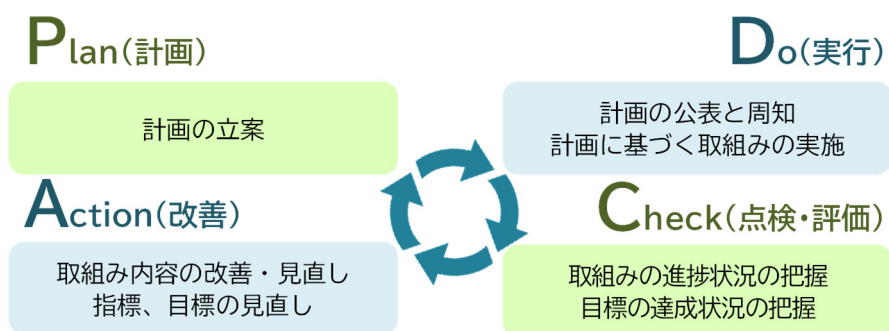 Plan(計画)
計画の立案
Do(実行)
計画の公表と周知
計画に基づく取組みの実施
Action(改善)
取組み内容の改善・見直し
指標、目標の見直し
Check(点検・評価)
取組みの進捗状況の把握
目標の達成状況の把握